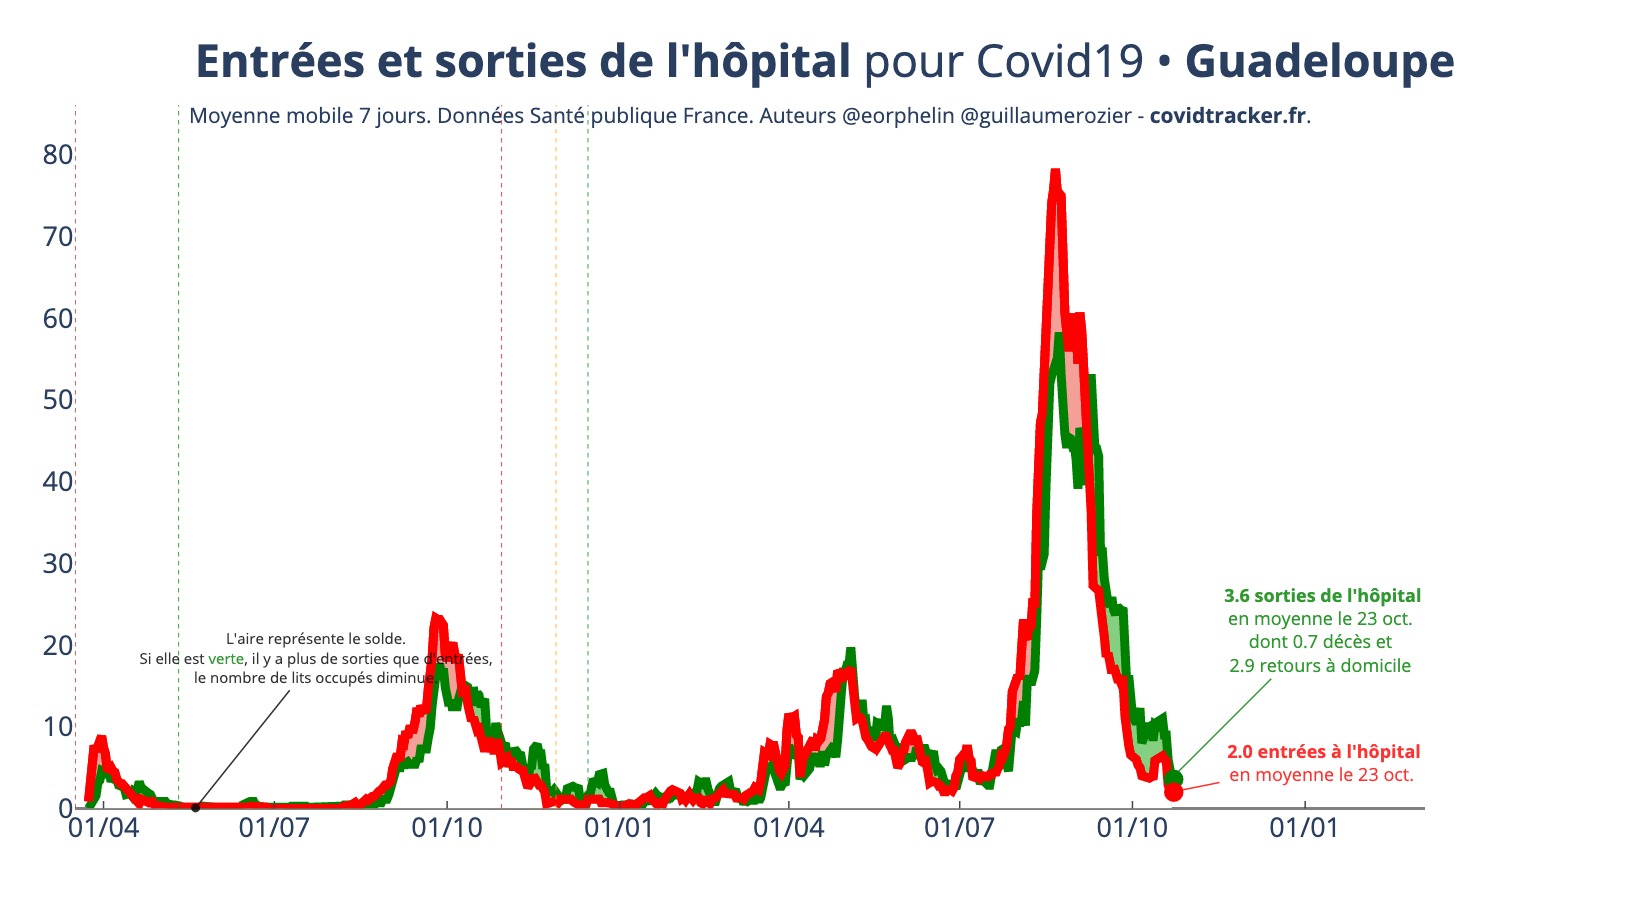 Entrées et sorties de l'hôpital pour Covid19 • Guadeloupe
Moyenne mobile 7 jours. Données Santé publique France. Auteurs @eorphelin @guillaumerozier - covidtracker.fr.
80
70
60
50
40
30
20
10
0
L'aire représente le solde.
Si elle est verte, il y a plus de sorties que d'entrées,
le nombre de lits occupés diminue.
3.6 sorties de l'hôpital
en moyenne le 23 oct.
dont 0.7 décès et
2.9 retours à domicile
2.0 entrées à l'hôpital
en moyenne le 23 oct.
01/04 01/07 01/10 01/01 01/04 01/07 01/10 01/01